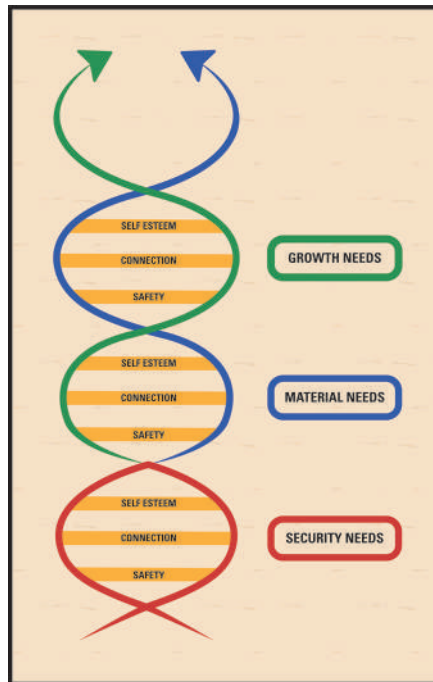 SELF ESTEEM
CONNECTION
SAFETY
GROWTH NEEDS
SELF ESTEEM
CONNECTION
SAFETY
MATERIAL NEEDS
SELF ESTEEM
CONNECTION
SAFETY
SECURITY NEEDS